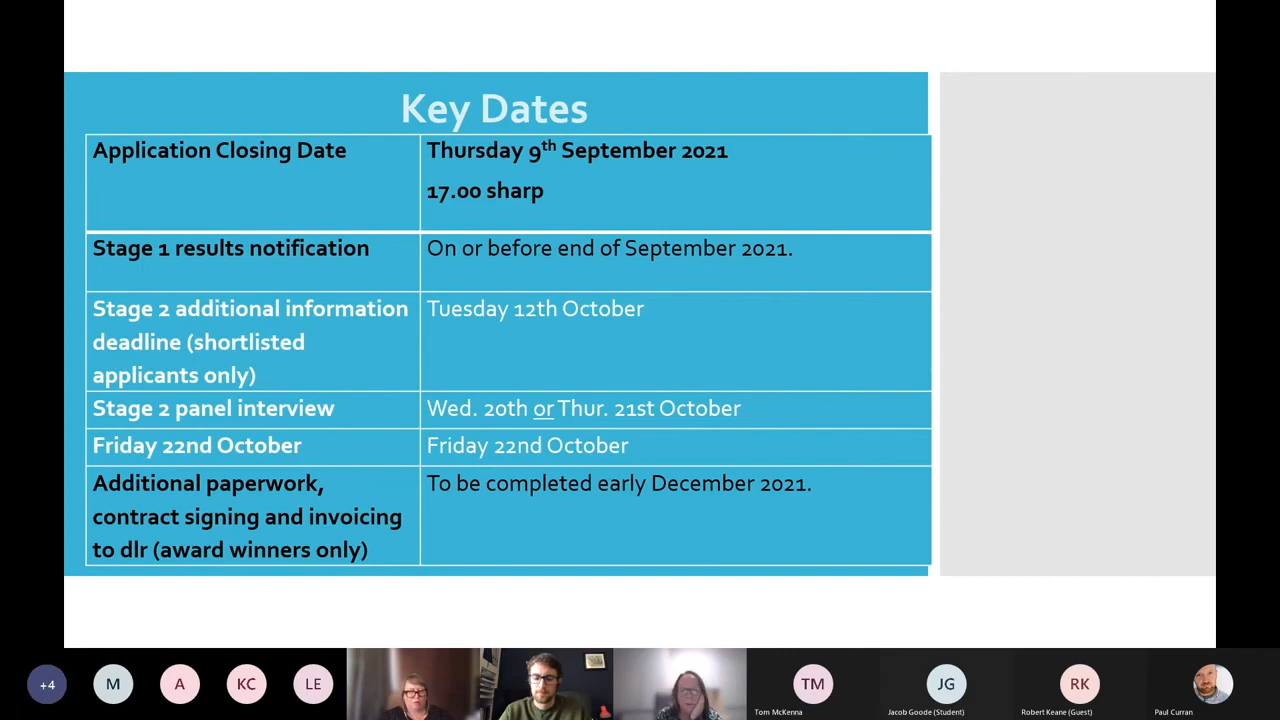 Key Dates
Application Closing Date
Thursday 9th September 2021
17.00 sharp
Stage 1 results notification
On or before end of September 2021.
Stage 2 additional information
deadline (shortlisted
applicants only)
Tuesday 12th October
Stage 2 panel interview
Wed. 20th or Thur. 21st October
Friday 22nd October
Friday 22nd October
Additional paperwork,
contract signing and invoicing
to dlr (award winners only)
To be completed early December 2021.
+4
M
A
KC
LE
TM
JG
RK
Tom McKenna
Jacob Goode (Student)
Robert Keane (Guest)
Paul Curran